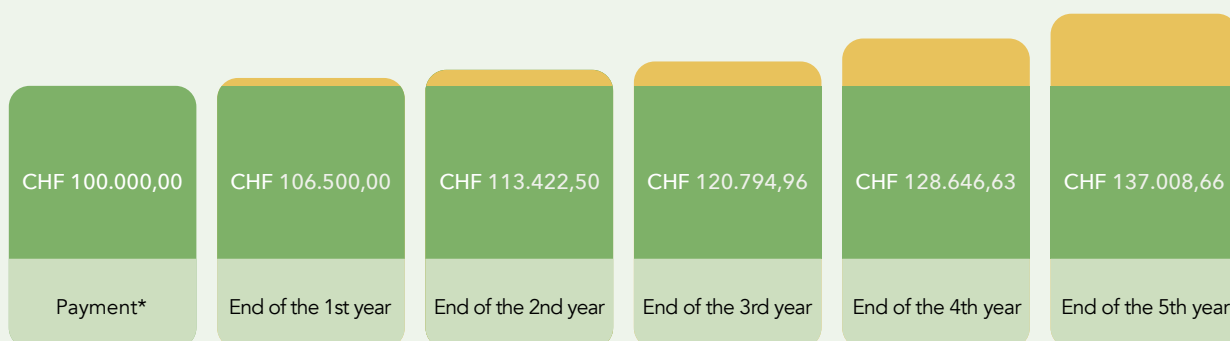 CHF 100.000,00
CHF 106.500,00
CHF 113.422,50
CHF 120.794,96
CHF 128.646,63
CHF 137.008,66
Payment*
End of the 1st year
End of the 2nd year
End of the 3rd year
End of the 4th year
End of the 5th year